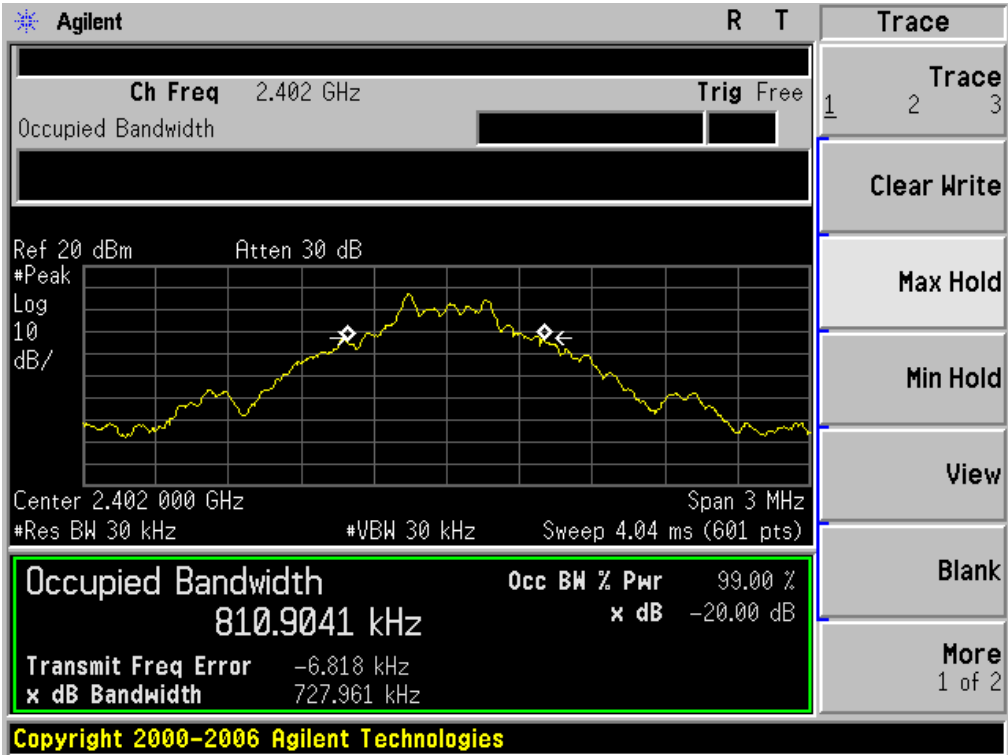 Agilent R T Trace
Ch Freq 2.402 GHz Trig Free
Occupied Bandwidth
Trace
1 2 3
Clear Write
Ref 20 dBm Atten 30 dB
#Peak
Log
10
dB/
Max Hold
Min Hold
View
Center 2.402 000 GHz Span 3 MHz
#Res BW 30 kHz #VBW 30 kHz Sweep 4.04 ms (601 pts)
Occupied Bandwidth Occ BW % Pwr 99.00 %
810.9041 kHz x dB -20.00 dB
Blank
Transmit Freq Error -6.818 kHz
x dB Bandwidth 727.961 kHz
More
1 of 2
Copyright 2000-2006 Agilent Technologies